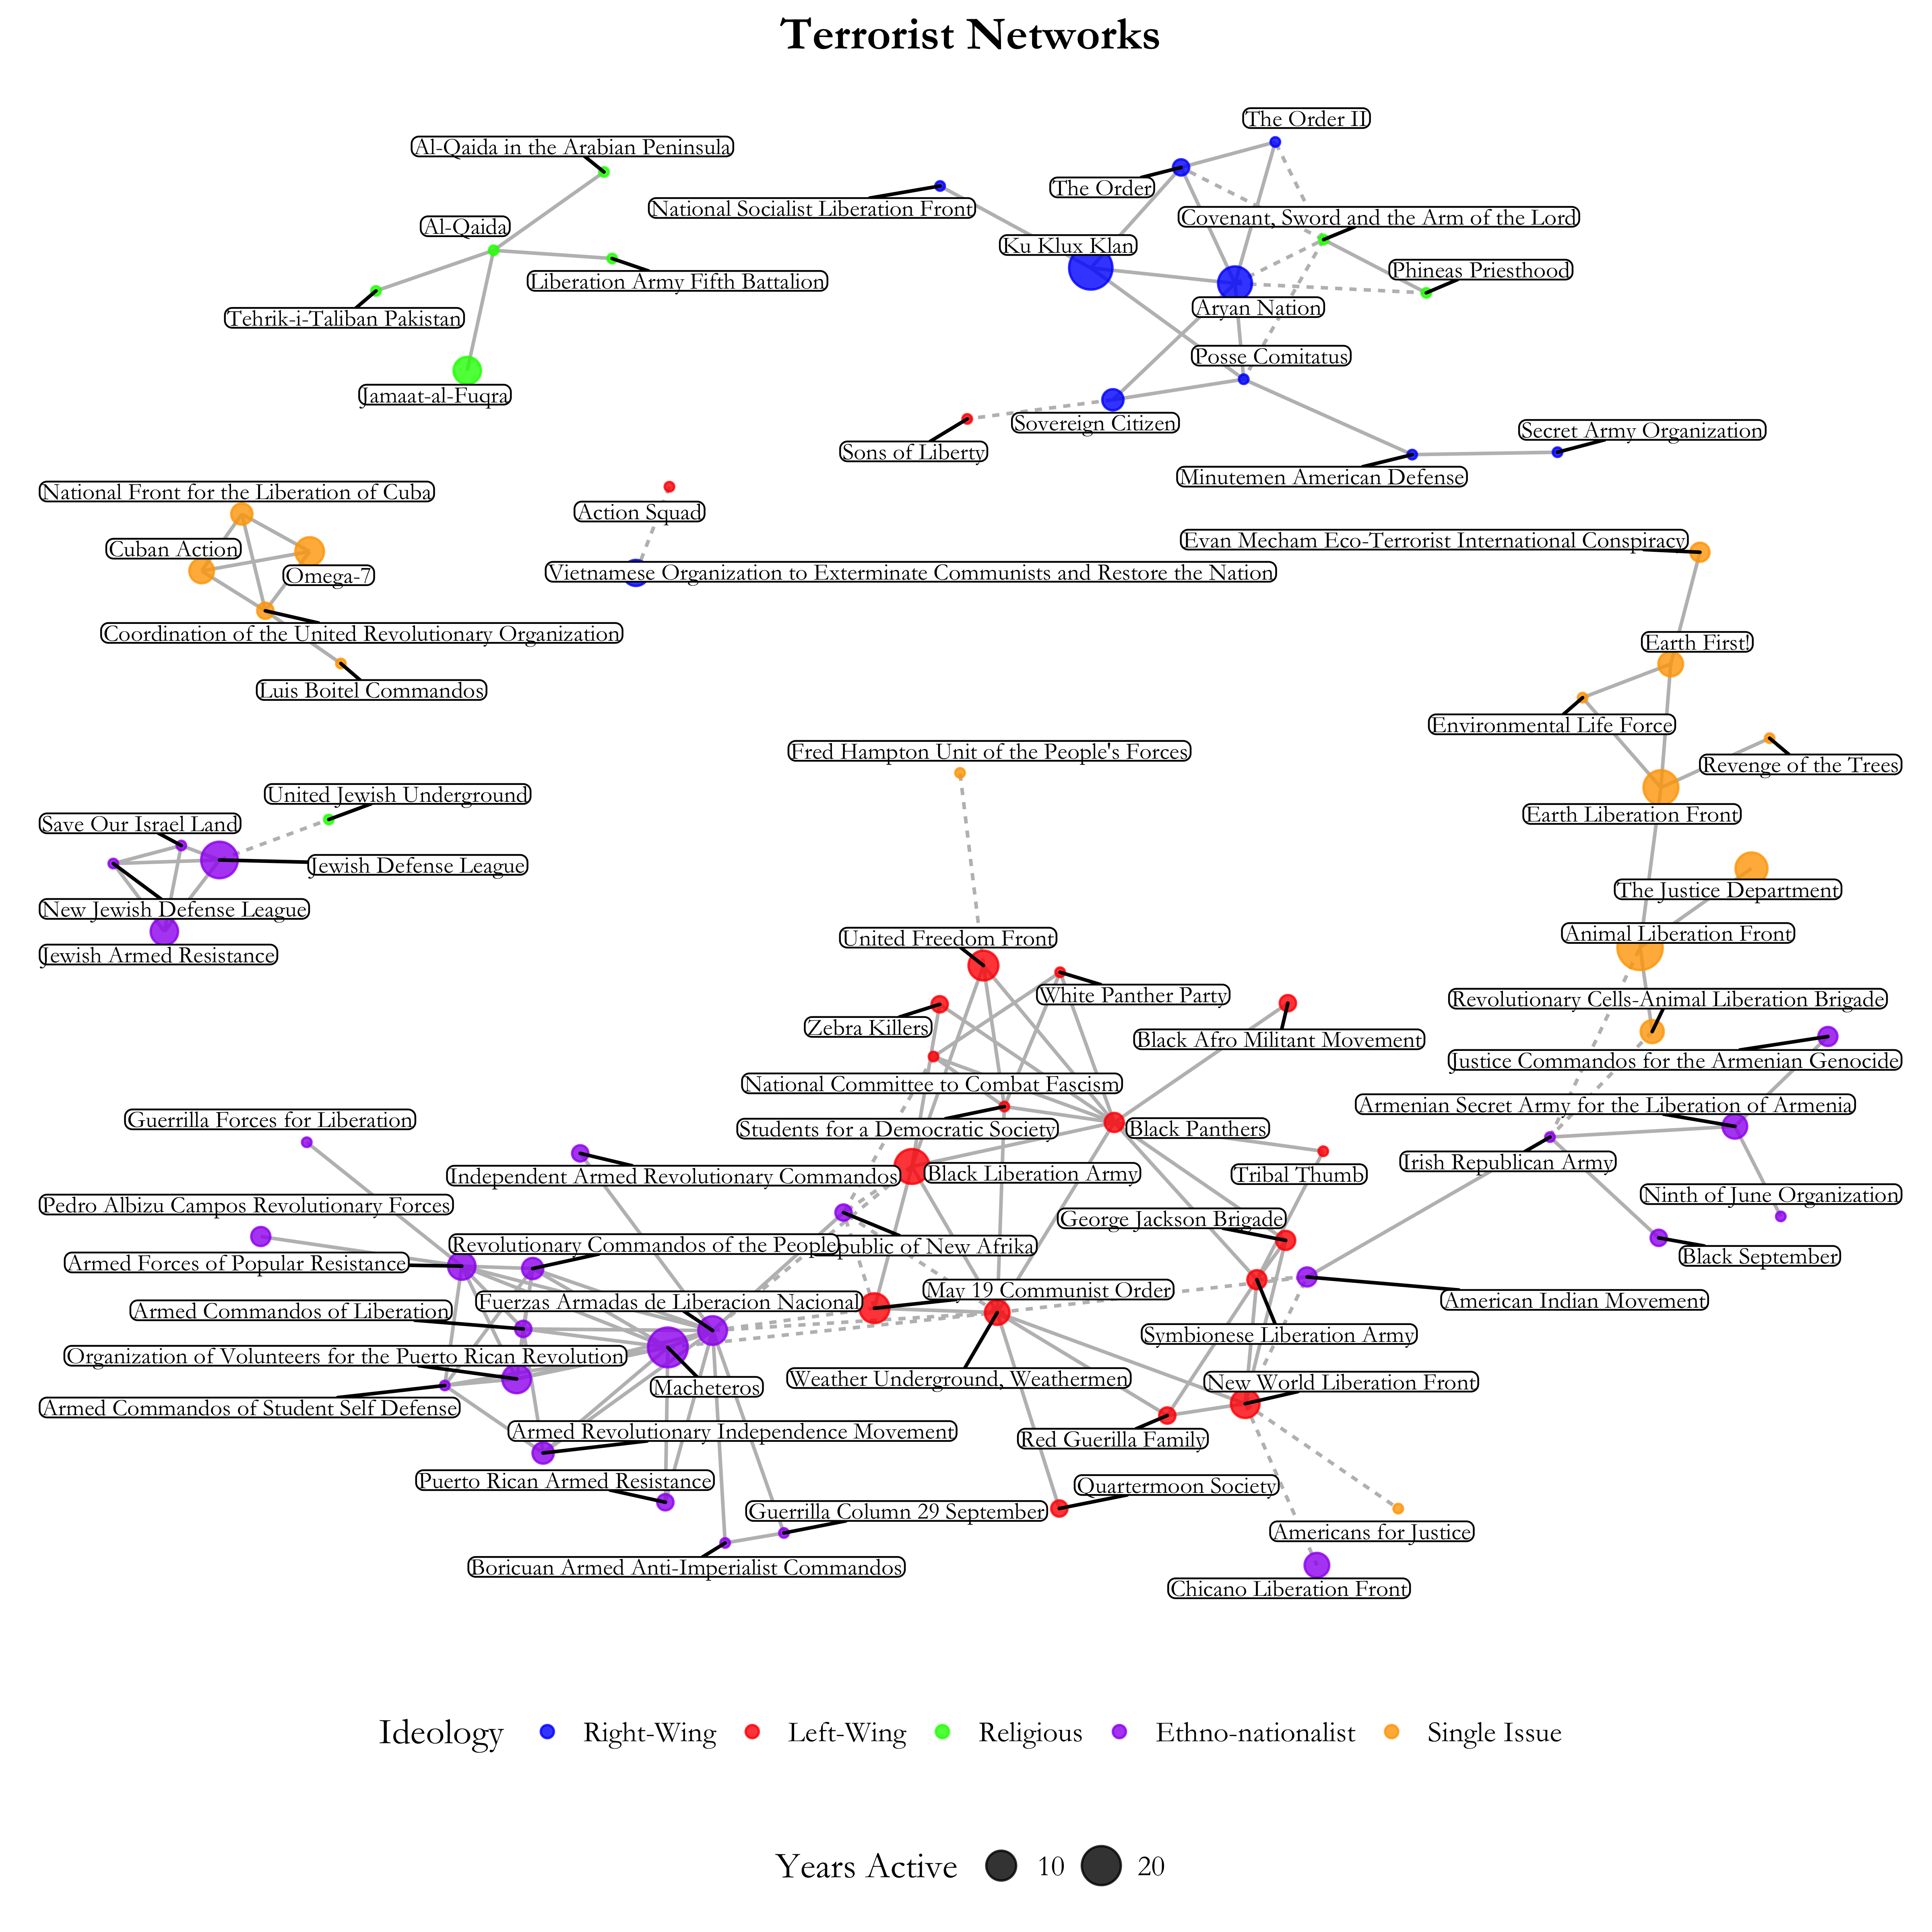 Terrorist Networks
The Order II
Al-Qaida in the Arabian Peninsula
The Order
National Socialist Liberation Front
Covenant, Sword and the Arm of the Lord
Al-Qaida
Ku Klux Klan
Phineas Priesthood
Liberation Army Fifth Battalion
Aryan Nation
Tehrik-i-Taliban Pakistan
Posse Comitatus
Jamaat-al-Fuqra
Sovereign Citizen
Secret Army Organization
Sons of Liberty
Minutemen American Defense
National Front for the Liberation of Cuba
Action Squad
Evan Mecham Eco-Terrorist International Conspiracy
Cuban Action
Omega-7
Vietnamese Organization to Exterminate Communists and Restore the Nation
Coordination of the United Revolutionary Organization
Earth First!
Luis Boitel Commandos
Environmental Life Force
Fred Hampton Unit of the People's Forces
Revenge of the Trees
United Jewish Underground
Earth Liberation Front
Save Our Israel Land
Jewish Defense League
The Justice Department
New Jewish Defense League
Animal Liberation Front
United Freedom Front
Jewish Armed Resistance
White Panther Party
Revolutionary Cells-Animal Liberation Brigade
Zebra Killers
Black Afro Militant Movement
Justice Commandos for the Armenian Genocide
National Committee to Combat Fascism
Armenian Secret Army for the Liberation of Armenia
Guerrilla Forces for Liberation
Students for a Democratic Society
Black Panthers
Irish Republican Army
Independent Armed Revolutionary Commandos
Black Liberation Army
Tribal Thumb
Ninth of June Organization
Pedro Albizu Campos Revolutionary Forces
George Jackson Brigade
Revolutionary Commandos of the People
public of New Afrika
Black September
Armed Forces of Popular Resistance
May 19 Communist Order
Fuerzas Armadas de Liberacion Nacional
American Indian Movement
Armed Commandos of Liberation
Symbionese Liberation Army
Organization of Volunteers for the Puerto Rican Revolution
Weather Underground, Weathermen
New World Liberation Front
Macheteros
Armed Commandos of Student Self Defense
Armed Revolutionary Independence Movement
Red Guerilla Family
Puerto Rican Armed Resistance
Quartermoon Society
Guerrilla Column 29 September
Americans for Justice
Boricuan Armed Anti-Imperialist Commandos
Chicano Liberation Front
Ideology Right-Wing Left-Wing Religious Ethno-nationalist Single Issue
Years Active 10 20